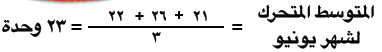 المتوسط المتحرك لشهر يونيو = (٢١ + ٢٦ + ٢٢) / ٣ = ٢٣ وحدة